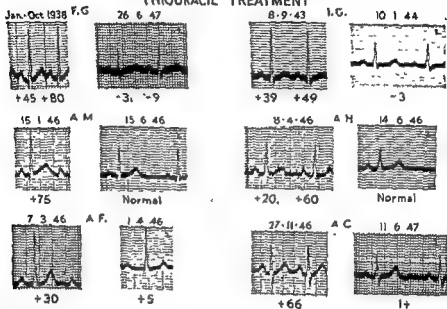 THIOURACIL TREATMENT
Jan.-Oct 1938 F.G 26 6 47 8.9.43 I.G. 10 1 44
+45 +80 -3, -9 +39 +49 -3
15 1 46 A M 15 6 46 13.4.46 A H 14 6 46
+75 Normal +20, +60 Normal
7 3 46 A F. 1 4 46 27.11.46 A C 11 6 47
+30 +5 +66 1+